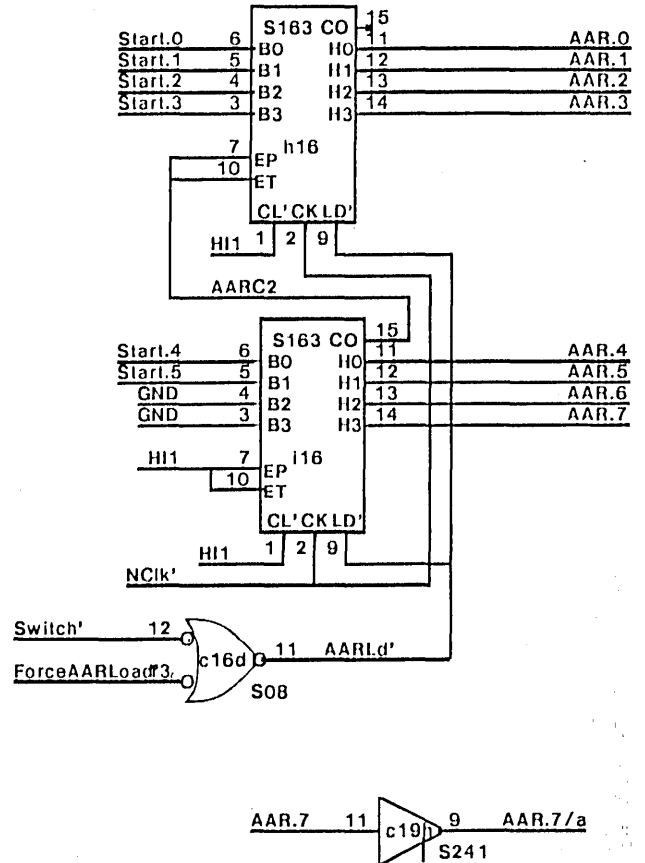 15
S163 CO
Start.0 6 B0 H0 11 AAR.0
Start.1 5 B1 H1 12 AAR.1
Start.2 4 B2 H2 13 AAR.2
Start.3 3 B3 H3 14 AAR.3
h16
7 EP
10 ET
CL' CK LD'
HI1 1 2 9
AARC2
15
S163 CO
Start.4 6 B0 H0 11 AAR.4
Start.5 5 B1 H1 12 AAR.5
GND 4 B2 H2 13 AAR.6
GND 3 B3 H3 14 AAR.7
HI1 7 EP i16
10 ET
CL' CK LD'
HI1 1 2 9
NClk'
Switch' 12
c16d 11 AARLd'
ForceAARLoad' 13
S08
AAR.7 11 c19 9 AAR.7/a
S241